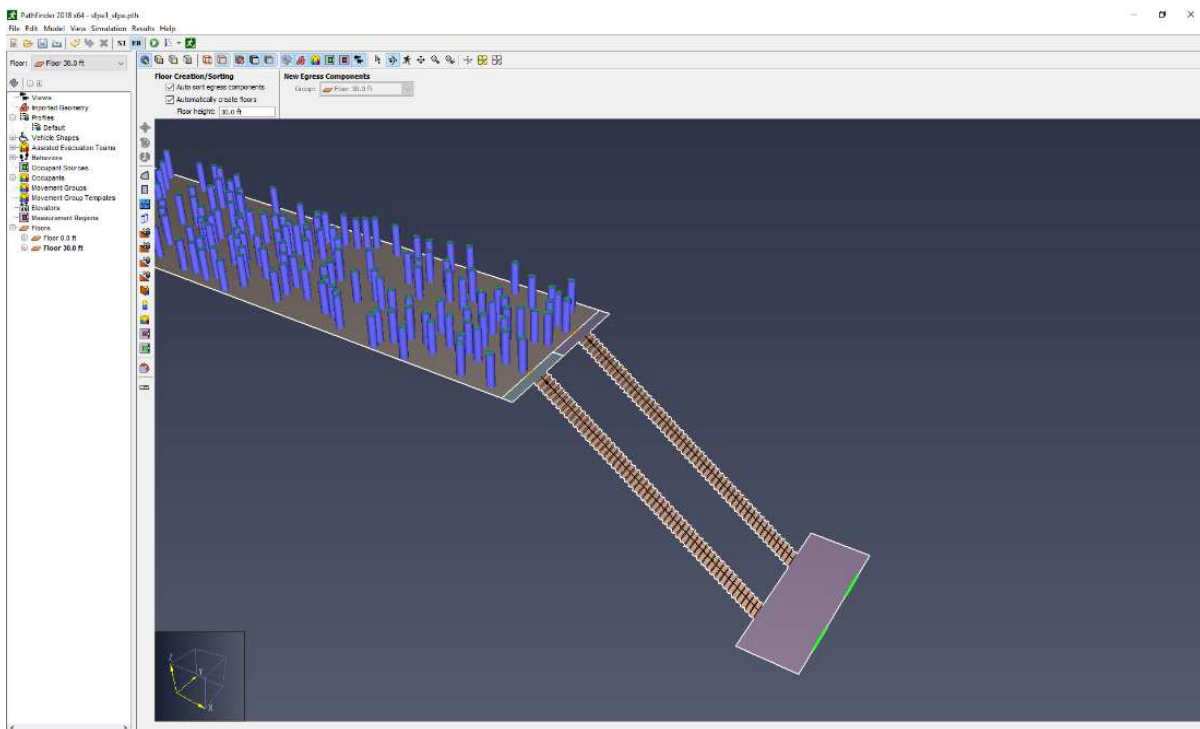 Pathfinder 2018 x64 - sfpe1_sfpe.pth
File Edit Model View Simulation Results Help
SI EN
Floor: Floor 30.0 ft
Floor Creation/Sorting
Auto sort egress components
Automatically create floors
Floor height: 30.0 ft
New Egress Components
Group: Floor 30.0 ft
Views
Imported Geometry
Profiles
Default
Vehicle Shapes
Assisted Evacuation Teams
Behaviors
Occupant Sources
Occupants
Movement Groups
Movement Group Templates
Elevators
Measurement Regions
Floors
Floor 0.0 ft
Floor 30.0 ft
Z
Y
X